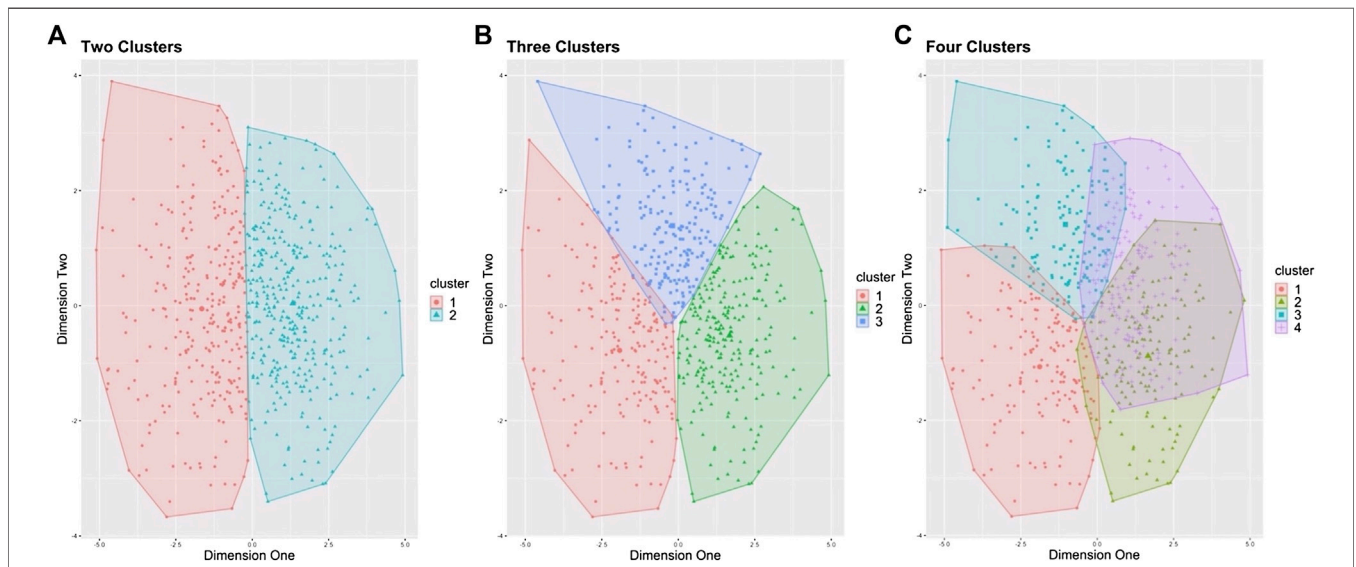 A
Two Clusters
4
2
0
-2
-4
Dimension Two
-5.0 -2.5 0.0 2.5 5.0
Dimension One
cluster
1
2
B
Three Clusters
4
2
0
-2
-4
Dimension Two
-5.0 -2.5 0.0 2.5 5.0
Dimension One
cluster
1
2
3
C
Four Clusters
4
2
0
-2
-4
Dimension Two
-5.0 -2.5 0.0 2.5 5.0
Dimension One
cluster
1
2
3
4